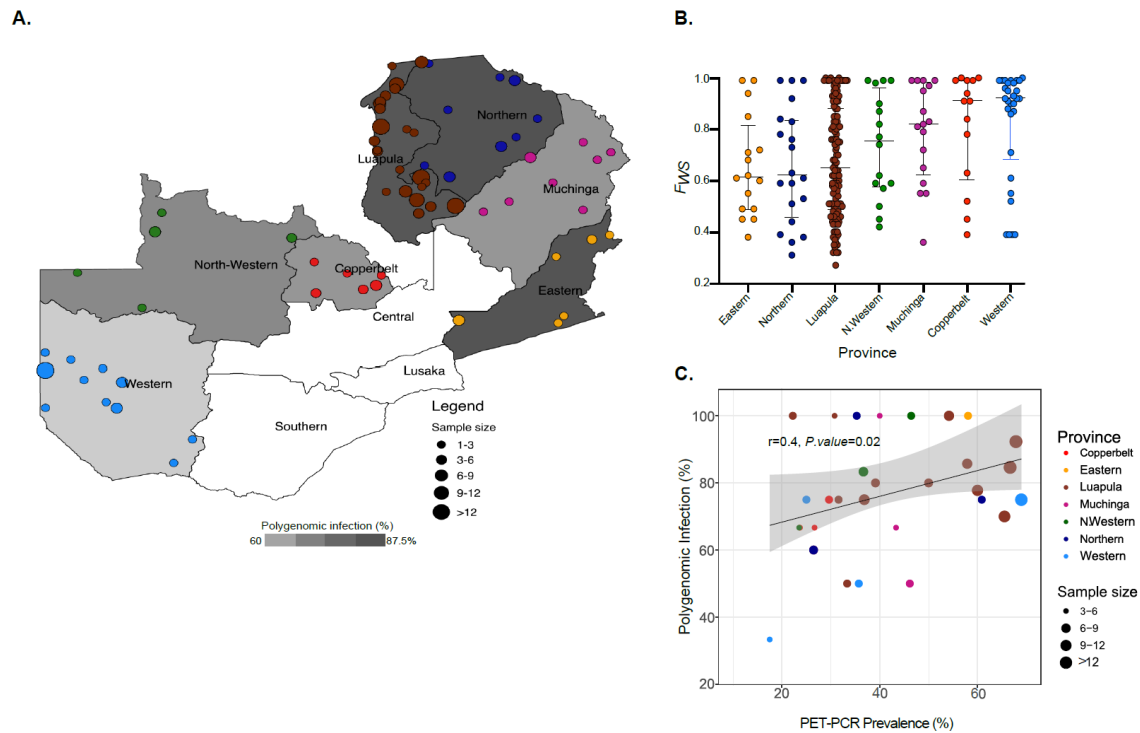 A.
Northern
Luapula
Muchinga
North-Western
Copperbelt
Eastern
Central
Western
Lusaka
Southern
Legend
Sample size
1-3
3-6
6-9
9-12
>12
Polygenomic infection (%)
60
87.5%
B.
FWS
1.0
0.8
0.6
0.4
0.2
Eastern
Northern
Luapula
N.Western
Muchinga
Copperbelt
Western
Province
C.
r=0.4, P.value=0.02
Polygenomic Infection (%)
100
80
60
40
20
20
40
60
PET-PCR Prevalence (%)
Province
Copperbelt
Eastern
Luapula
Muchinga
N.Western
Northern
Western
Sample size
3−6
6−9
9−12
>12